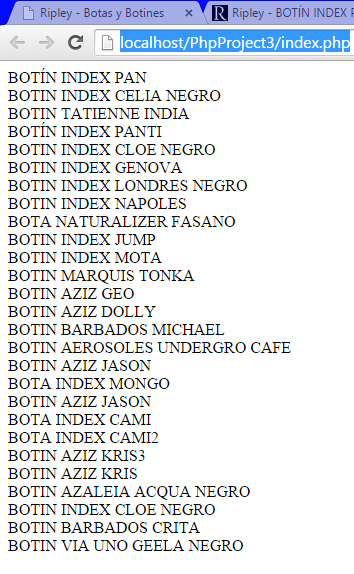 Ripley - Botas y Botines
Ripley - BOTÍN INDEX
localhost/PhpProject3/index.php
BOTÍN INDEX PAN
BOTIN INDEX CELIA NEGRO
BOTIN TATIENNE INDIA
BOTÍN INDEX PANTI
BOTIN INDEX CLOE NEGRO
BOTIN INDEX GENOVA
BOTIN INDEX LONDRES NEGRO
BOTIN INDEX NAPOLES
BOTA NATURALIZER FASANO
BOTIN INDEX JUMP
BOTIN INDEX MOTA
BOTIN MARQUIS TONKA
BOTIN AZIZ GEO
BOTIN AZIZ DOLLY
BOTIN BARBADOS MICHAEL
BOTIN AEROSOLES UNDERGRO CAFE
BOTIN AZIZ JASON
BOTA INDEX MONGO
BOTIN AZIZ JASON
BOTA INDEX CAMI
BOTA INDEX CAMI2
BOTIN AZIZ KRIS3
BOTIN AZIZ KRIS
BOTIN AZALEIA ACQUA NEGRO
BOTIN INDEX CLOE NEGRO
BOTIN BARBADOS CRITA
BOTIN VIA UNO GEELA NEGRO